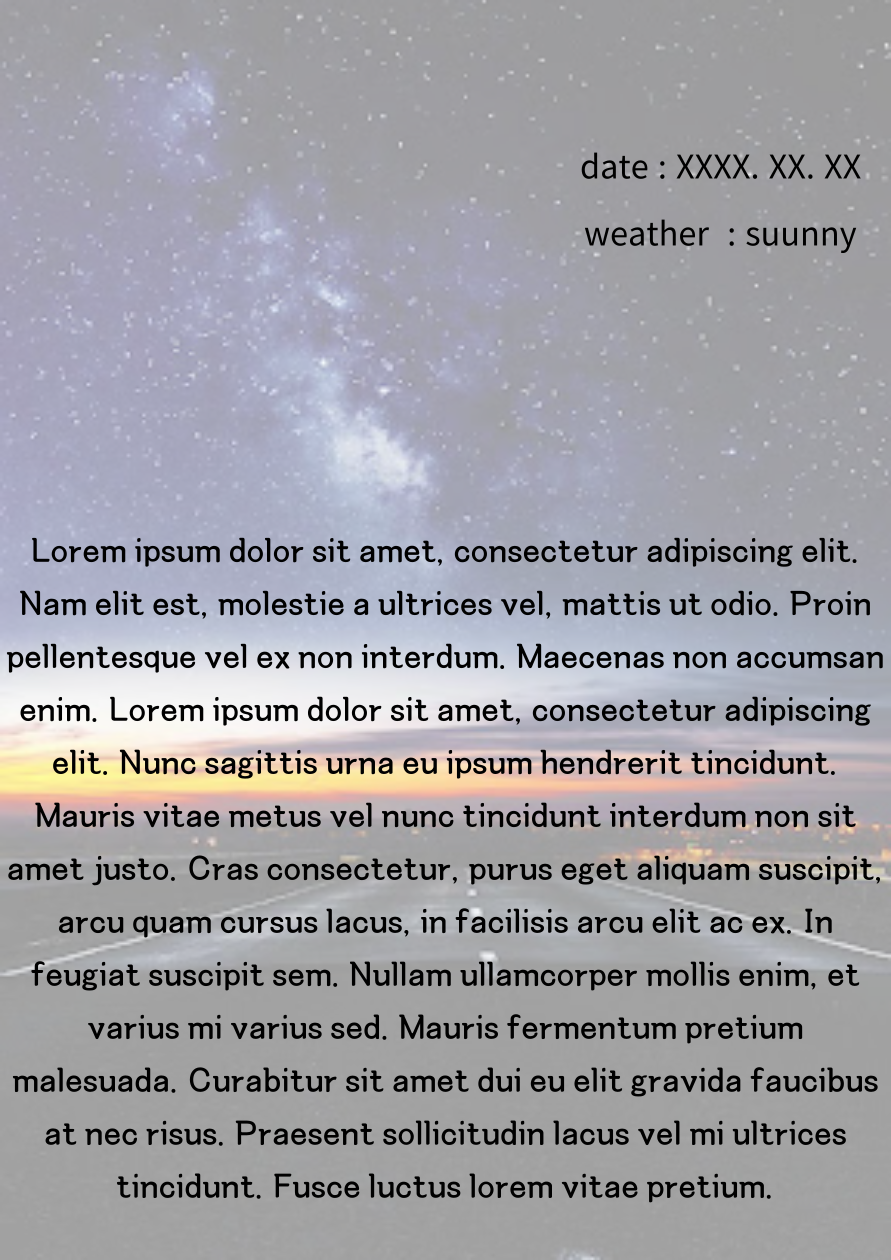 date : XXXX. XX. XX
weather : suunny
Lorem ipsum dolor sit amet, consectetur adipiscing elit.
Nam elit est, molestie a ultrices vel, mattis ut odio. Proin
pellentesque vel ex non interdum. Maecenas non accumsan
enim. Lorem ipsum dolor sit amet, consectetur adipiscing
elit. Nunc sagittis urna eu ipsum hendrerit tincidunt.
Mauris vitae metus vel nunc tincidunt interdum non sit
amet justo. Cras consectetur, purus eget aliquam suscipit,
arcu quam cursus lacus, in facilisis arcu elit ac ex. In
feugiat suscipit sem. Nullam ullamcorper mollis enim, et
varius mi varius sed. Mauris fermentum pretium
malesuada. Curabitur sit amet dui eu elit gravida faucibus
at nec risus. Praesent sollicitudin lacus vel mi ultrices
tincidunt. Fusce luctus lorem vitae pretium.